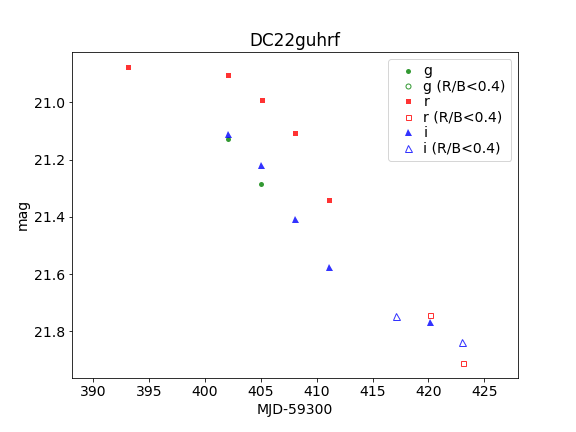 DC22guhrf
g
g (R/B<0.4)
r
r (R/B<0.4)
i
i (R/B<0.4)
21.0
21.2
21.4
21.6
21.8
mag
390 395 400 405 410 415 420 425
MJD-59300